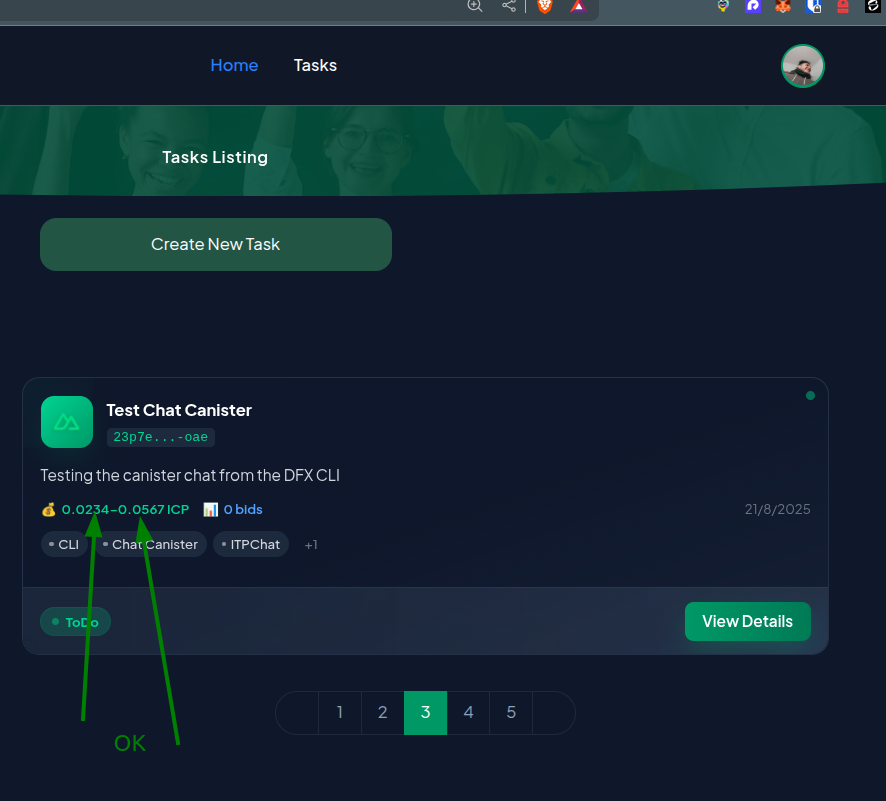 Home Tasks
Tasks Listing
Create New Task
Test Chat Canister
23p7e...-oae
Testing the canister chat from the DFX CLI
0.0234–0.0567 ICP 0 bids 21/8/2025
CLI Chat Canister ITPChat +1
ToDo View Details
1 2 3 4 5
OK